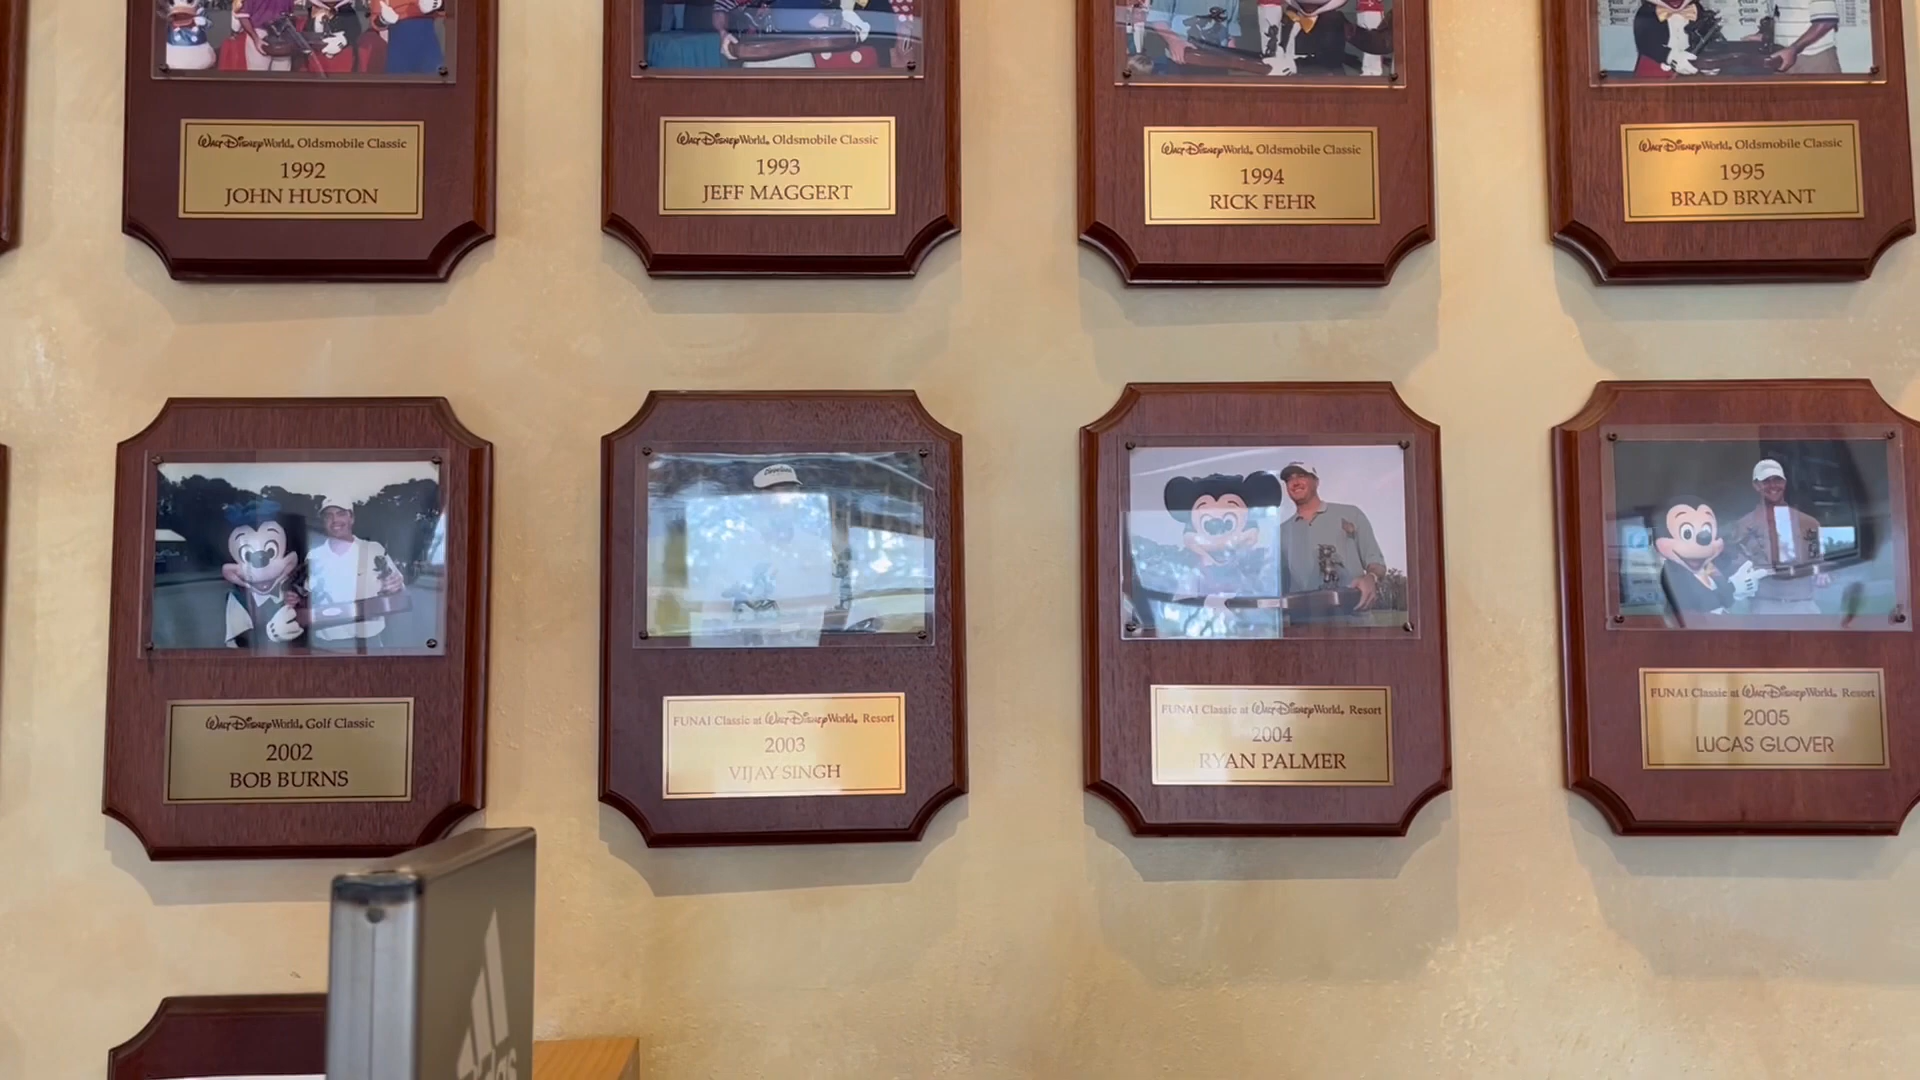 Walt Disney World® Oldsmobile Classic
1992
JOHN HUSTON
Walt Disney World® Oldsmobile Classic
1993
JEFF MAGGERT
Walt Disney World® Oldsmobile Classic
1994
RICK FEHR
Walt Disney World® Oldsmobile Classic
1995
BRAD BRYANT
Walt Disney World® Golf Classic
2002
BOB BURNS
Cleveland
FUNAI Classic at Walt Disney World® Resort
2003
VIJAY SINGH
FUNAI Classic at Walt Disney World® Resort
2004
RYAN PALMER
FUNAI Classic at Walt Disney World® Resort
2005
LUCAS GLOVER
adidas